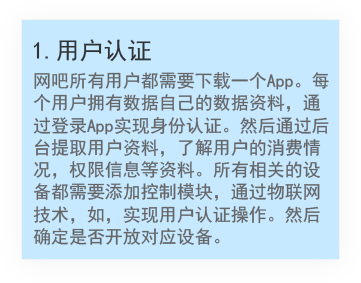 1.用户认证
网吧所有用户都需要下载一个App。每
个用户拥有数据自己的数据资料，通
过登录App实现身份认证。然后通过后
台提取用户资料，了解用户的消费情
况，权限信息等资料。所有相关的设
备都需要添加控制模块，通过物联网
技术，如，实现用户认证操作。然后
确定是否开放对应设备。